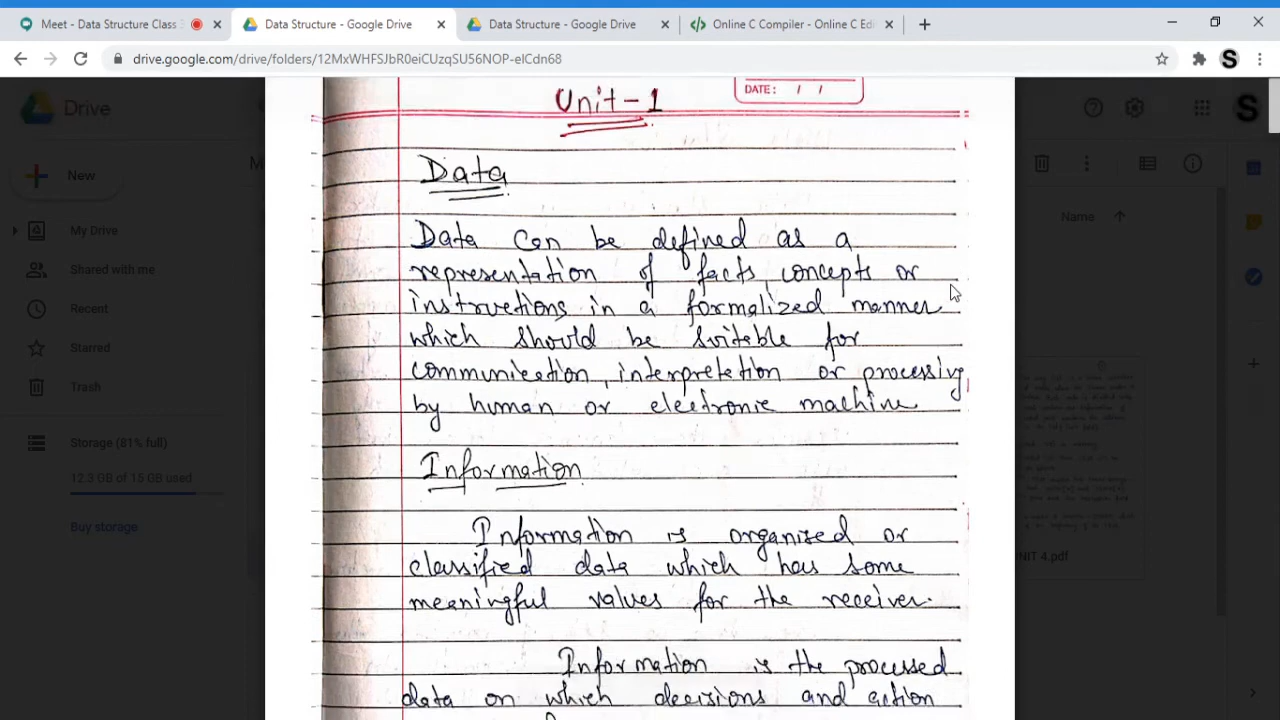 Meet - Data Structure Class
Data Structure - Google Drive
Data Structure - Google Drive
Online C Compiler - Online C Edi
drive.google.com/drive/folders/12MxWHFSJbR0eiCUzqSU56NOP-elCdn68
Drive
New
My Drive
Shared with me
Recent
Starred
Trash
Storage (81% full)
12.3 GB of 15 GB used
Buy storage
Name
S
DATE: / /
Unit-1
Data
Data can be defined as a
representation of facts, concepts or
instructions in a formalized manner
which should be suitable for
communication, interpretation or processing
by human or electronic machine
Information
Information is organized or
classified data which has some
meaningful values for the receiver.
Information is the processed
data on which decisions and action
NIT 4.pdf